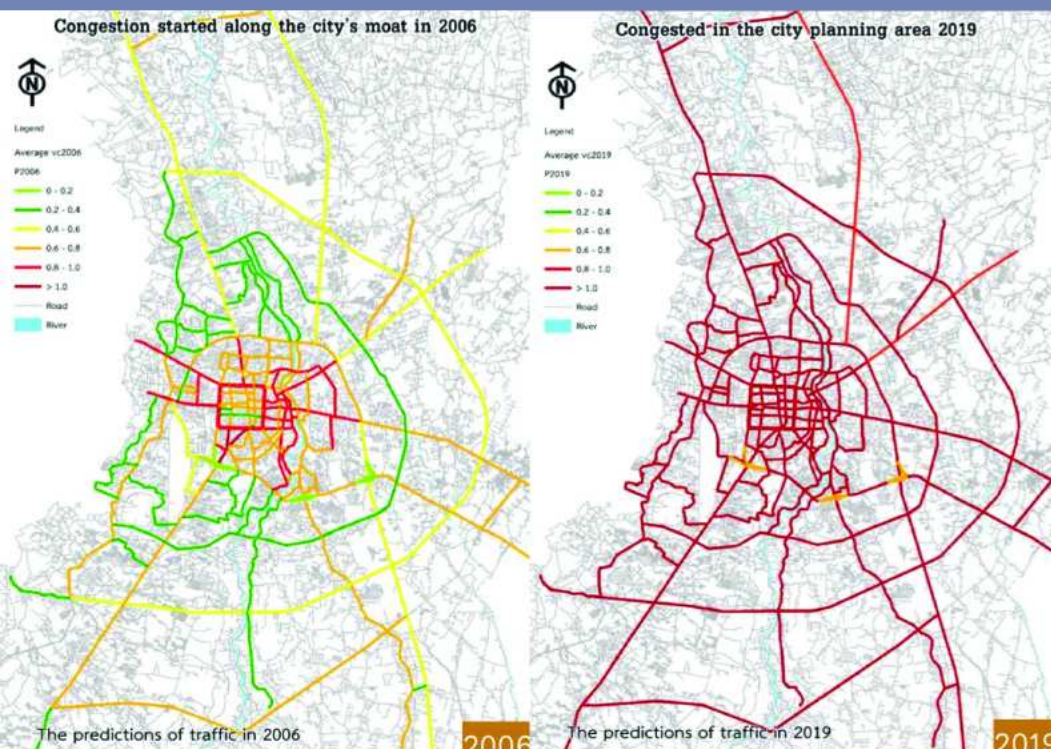 Congestion started along the city's moat in 2006
N
Legend
Average vc2006
P2006
0 - 0.2
0.2 - 0.4
0.4 - 0.6
0.6 - 0.8
0.8 - 1.0
> 1.0
Road
River
The predictions of traffic in 2006
2006
Congested in the city planning area 2019
N
Legend
Average vc2019
P2019
0 - 0.2
0.2 - 0.4
0.4 - 0.6
0.6 - 0.8
0.8 - 1.0
> 1.0
Road
River
The predictions of traffic in 2019
2019